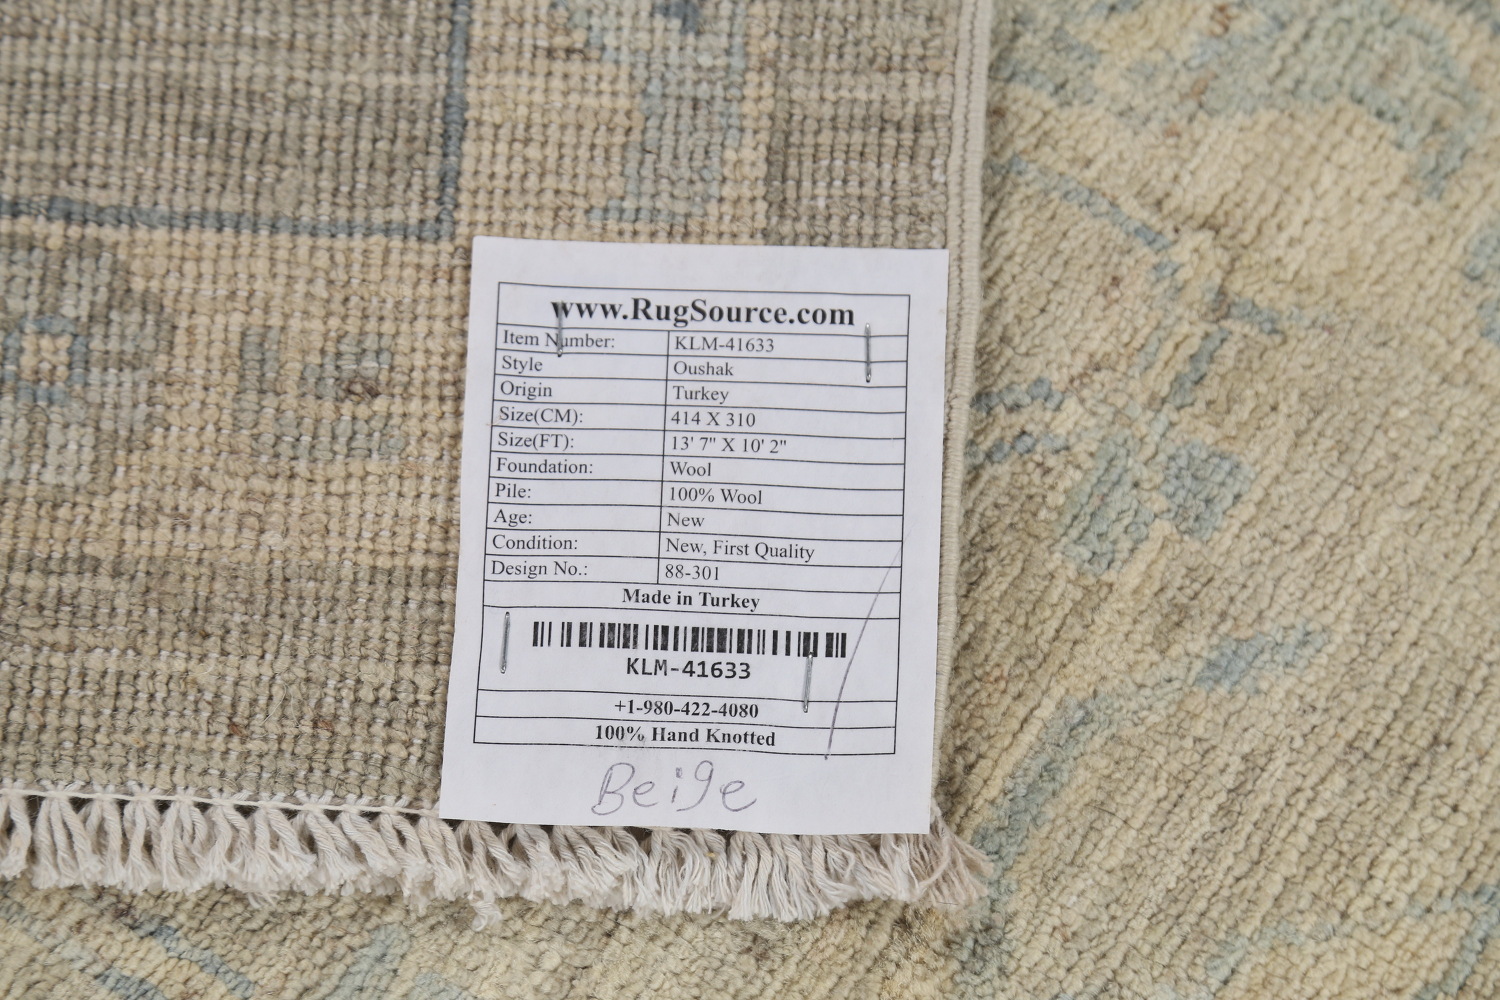 www.RugSource.com
Item Number: KLM-41633
Style Oushak
Origin Turkey
Size(CM): 414 X 310
Size(FT): 13' 7" X 10' 2"
Foundation: Wool
Pile: 100% Wool
Age: New
Condition: New, First Quality
Design No.: 88-301
Made in Turkey
KLM-41633
+1-980-422-4080
100% Hand Knotted
Beige